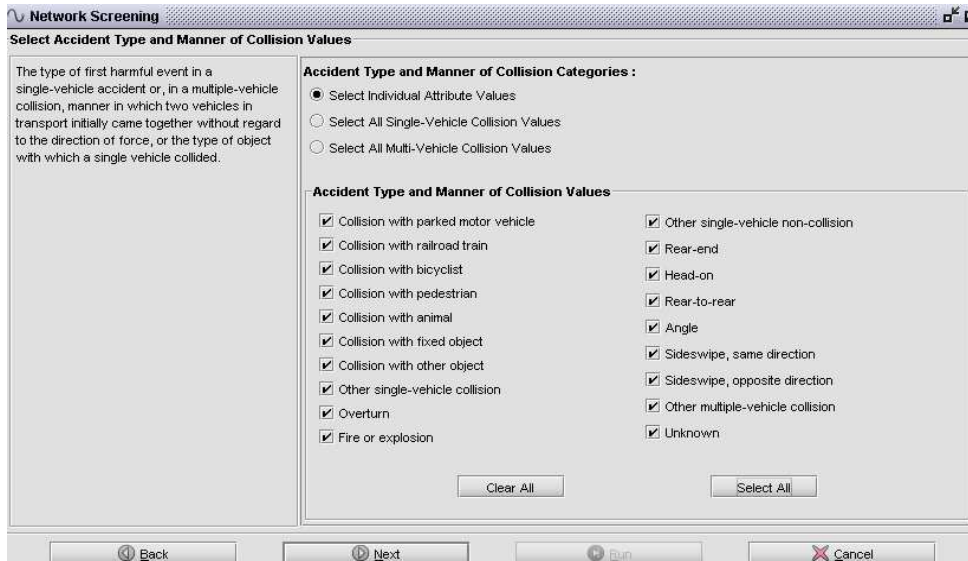 Network Screening
Select Accident Type and Manner of Collision Values
The type of first harmful event in a
single-vehicle accident or, in a multiple-vehicle
collision, manner in which two vehicles in
transport initially came together without regard
to the direction of force, or the type of object
with which a single vehicle collided.
Accident Type and Manner of Collision Categories :
Select Individual Attribute Values
Select All Single-Vehicle Collision Values
Select All Multi-Vehicle Collision Values
Accident Type and Manner of Collision Values
Collision with parked motor vehicle
Collision with railroad train
Collision with bicyclist
Collision with pedestrian
Collision with animal
Collision with fixed object
Collision with other object
Other single-vehicle collision
Overturn
Fire or explosion
Other single-vehicle non-collision
Rear-end
Head-on
Rear-to-rear
Angle
Sideswipe, same direction
Sideswipe, opposite direction
Other multiple-vehicle collision
Unknown
Clear All
Select All
Back
Next
Run
Cancel